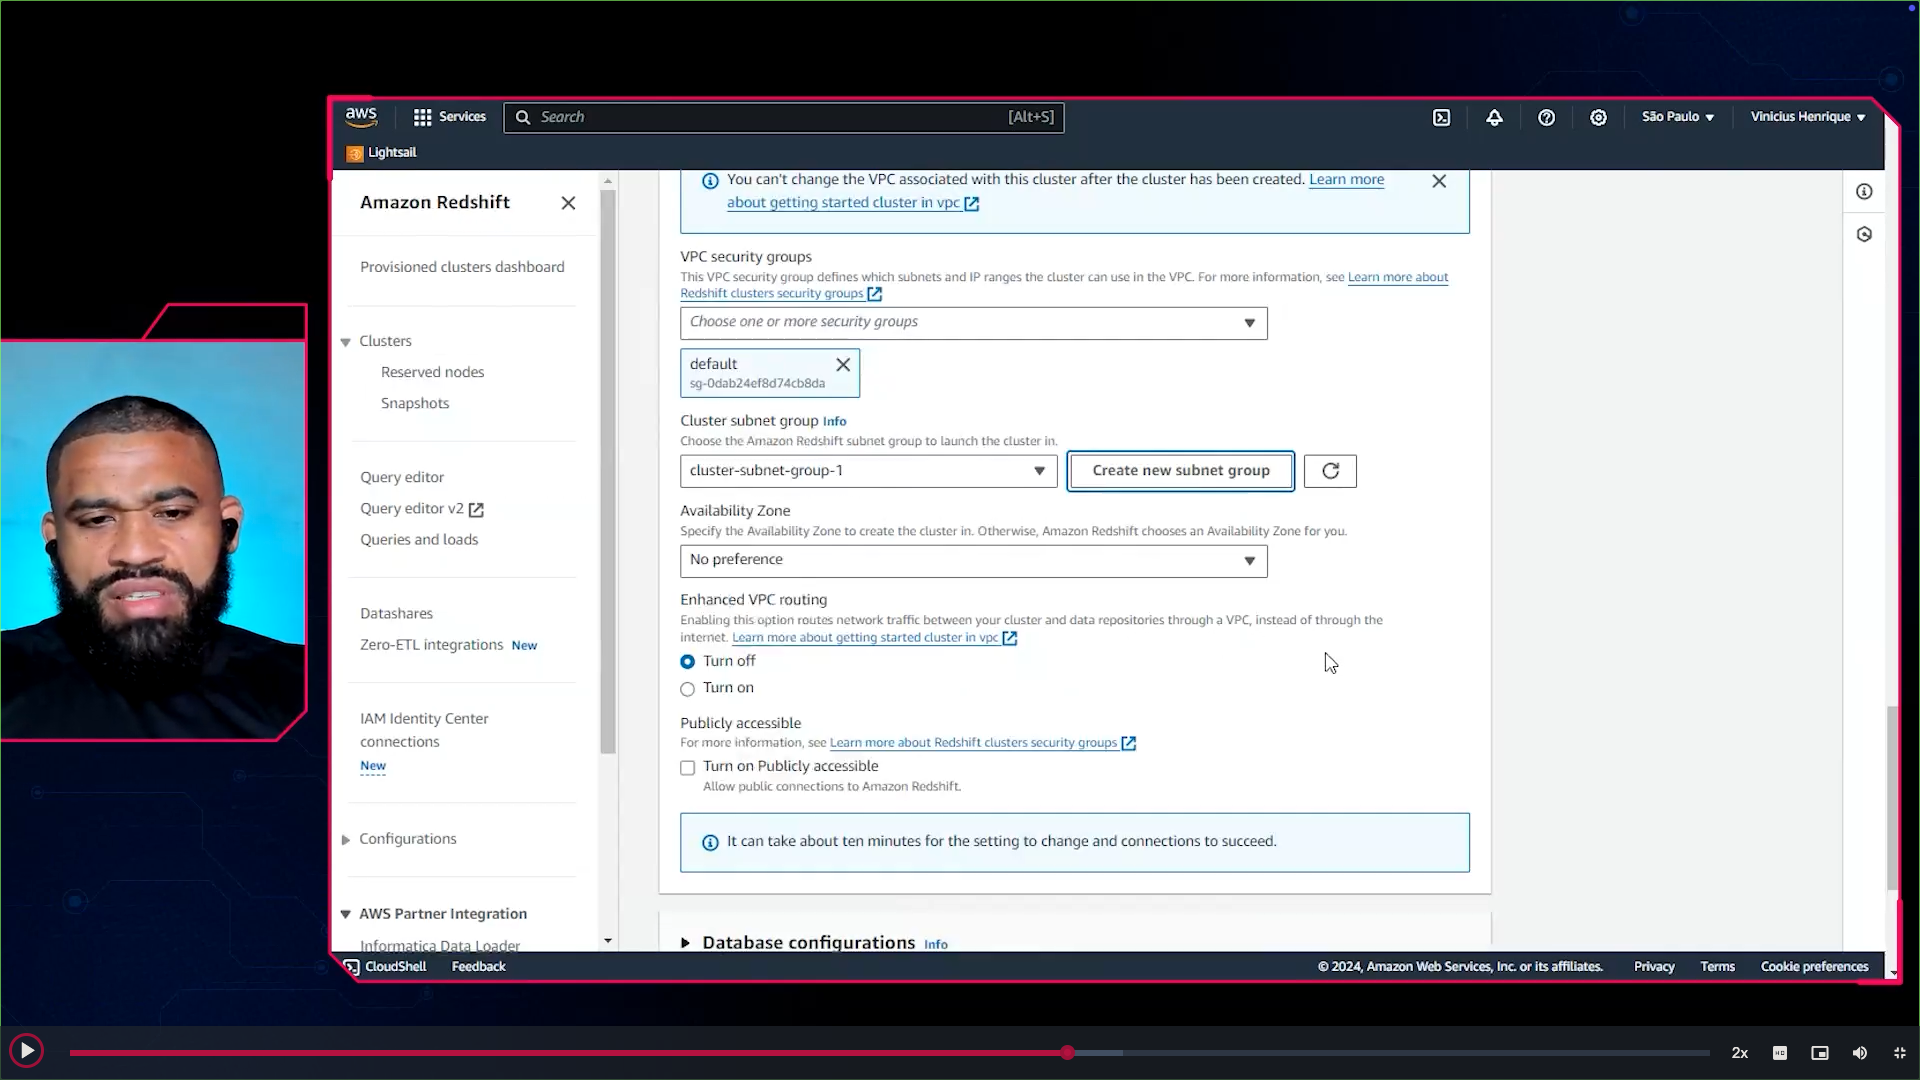 aws
Services
Search
[Alt+S]
São Paulo
Vinicius Henrique
Lightsail
Amazon Redshift
Provisioned clusters dashboard
Clusters
Reserved nodes
Snapshots
Query editor
Query editor v2
Queries and loads
Datashares
Zero-ETL integrations New
IAM Identity Center
connections
New
Configurations
AWS Partner Integration
Informatica Data Loader
You can't change the VPC associated with this cluster after the cluster has been created. Learn more
about getting started cluster in vpc
VPC security groups
This VPC security group defines which subnets and IP ranges the cluster can use in the VPC. For more information, see Learn more about
Redshift clusters security groups
Choose one or more security groups
default
sg-0dab24ef8d74cb8da
Cluster subnet group Info
Choose the Amazon Redshift subnet group to launch the cluster in.
cluster-subnet-group-1
Create new subnet group
Availability Zone
Specify the Availability Zone to create the cluster in. Otherwise, Amazon Redshift chooses an Availability Zone for you.
No preference
Enhanced VPC routing
Enabling this option routes network traffic between your cluster and data repositories through a VPC, instead of through the
internet. Learn more about getting started cluster in vpc
Turn off
Turn on
Publicly accessible
For more information, see Learn more about Redshift clusters security groups
Turn on Publicly accessible
Allow public connections to Amazon Redshift.
It can take about ten minutes for the setting to change and connections to succeed.
Database configurations Info
CloudShell
Feedback
© 2024, Amazon Web Services, Inc. or its affiliates.
Privacy
Terms
Cookie preferences
2x
HD